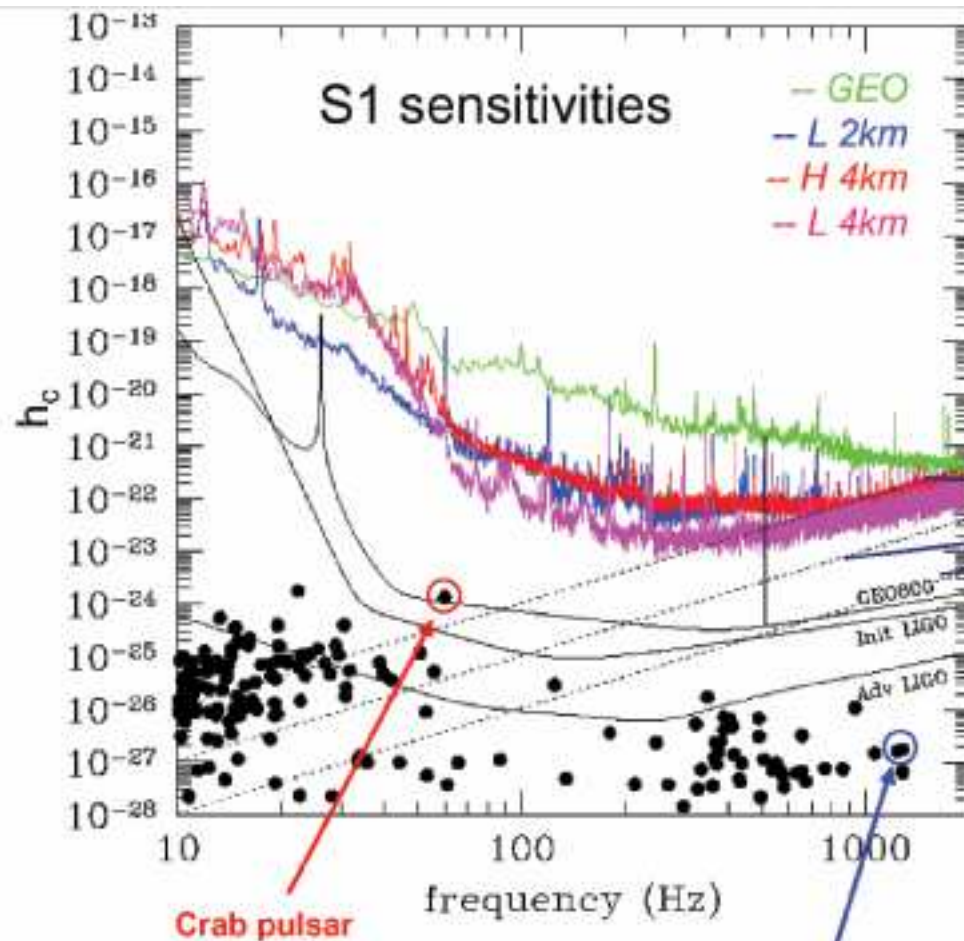 10⁻¹³
10⁻¹⁴
10⁻¹⁵
10⁻¹⁶
10⁻¹⁷
10⁻¹⁸
10⁻¹⁹
10⁻²⁰
10⁻²¹
10⁻²²
10⁻²³
10⁻²⁴
10⁻²⁵
10⁻²⁶
10⁻²⁷
10⁻²⁸
h_c
S1 sensitivities
GEO
L 2km
H 4km
L 4km
GEO600
Init LIGO
Adv LIGO
10
100
1000
frequency (Hz)
Crab pulsar